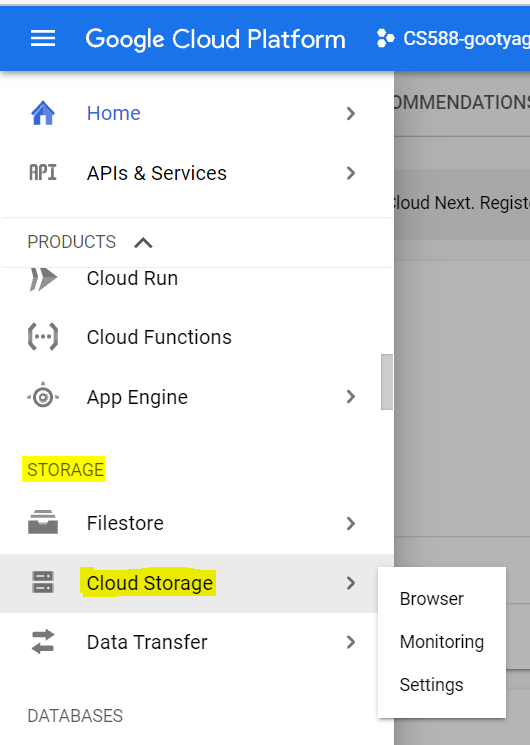 Google Cloud Platform CS588-gootyag
Home
OMMENDATIONS
API APIs & Services
Cloud Next. Regist
PRODUCTS
Cloud Run
Cloud Functions
App Engine
STORAGE
Filestore
Cloud Storage
Browser
Data Transfer
Monitoring
Settings
DATABASES